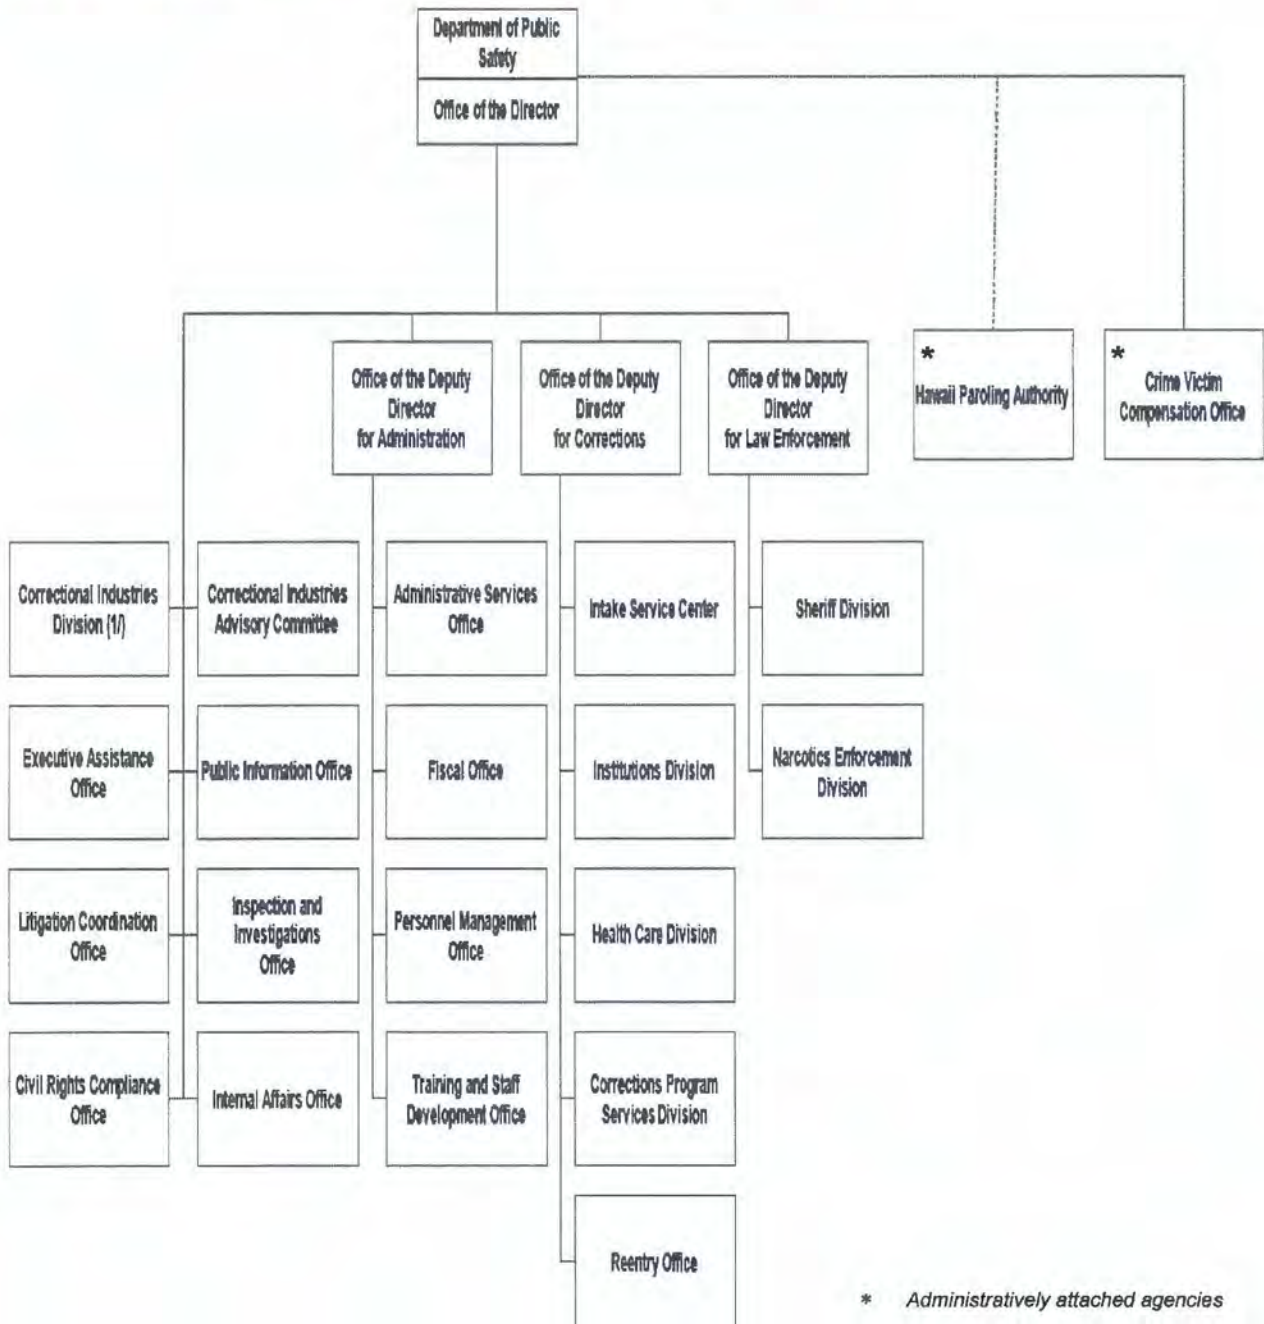 Department of Public
Safety
Office of the Director
Office of the Deputy
Director
for Administration
Office of the Deputy
Director
for Corrections
Office of the Deputy
Director
for Law Enforcement
*
Hawaii Paroling Authority
*
Crime Victim
Compensation Office
Correctional Industries
Division (1/)
Correctional Industries
Advisory Committee
Administrative Services
Office
Intake Service Center
Sheriff Division
Executive Assistance
Office
Public Information Office
Fiscal Office
Institutions Division
Narcotics Enforcement
Division
Litigation Coordination
Office
Inspection and
Investigations
Office
Personnel Management
Office
Health Care Division
Civil Rights Compliance
Office
Internal Affairs Office
Training and Staff
Development Office
Corrections Program
Services Division
Reentry Office
* Administratively attached agencies